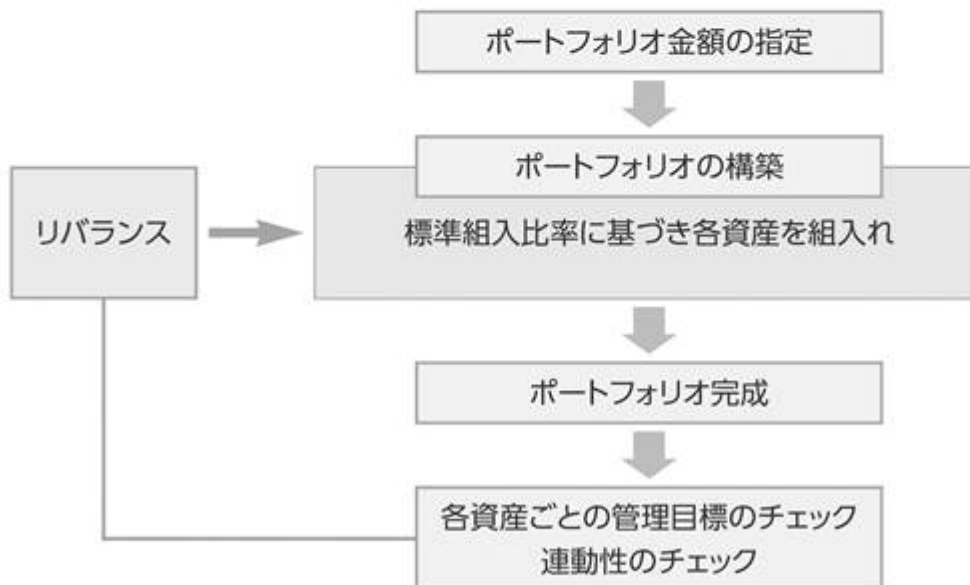 ポートフォリオ金額の指定
ポートフォリオの構築
リバランス
標準組入比率に基づき各資産を組入れ
ポートフォリオ完成
各資産ごとの管理目標のチェック
連動性のチェック